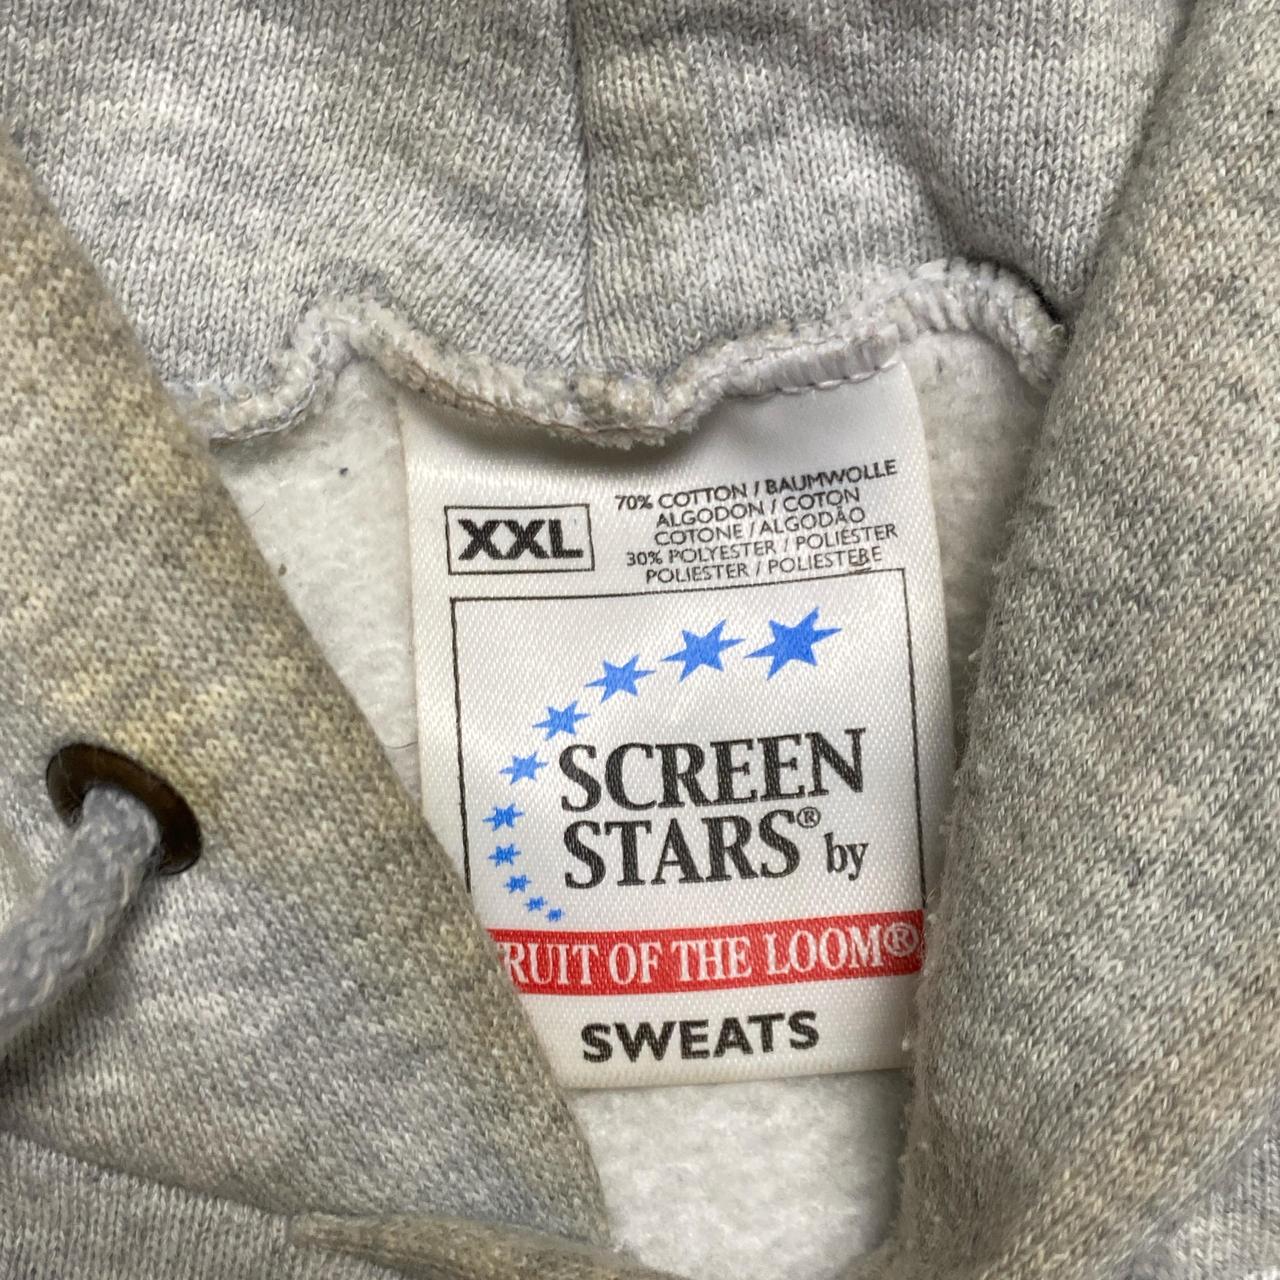 XXL
70% COTTON / BAUMWOLLE
ALGODON / COTON
COTONE / ALGODÃO
30% POLYESTER / POLIÉSTER
POLIESTER / POLIESTERE
SCREEN
STARS® by
RUIT OF THE LOOM®
SWEATS